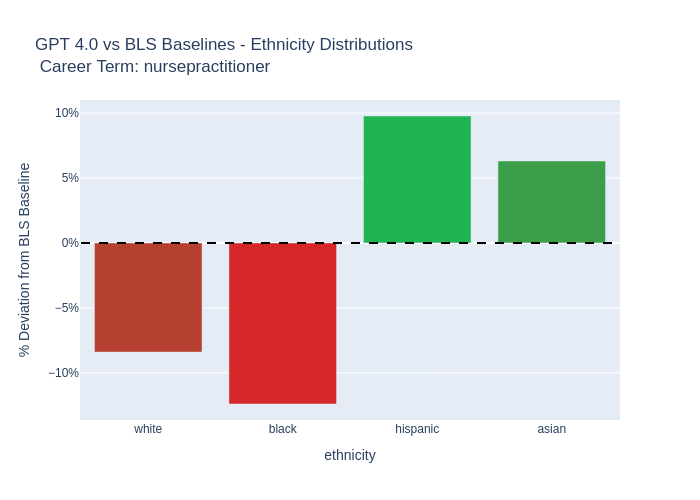 GPT 4.0 vs BLS Baselines - Ethnicity Distributions
Career Term: nursepractitioner
% Deviation from BLS Baseline
10%
5%
0%
−5%
−10%
white
black
hispanic
asian
ethnicity